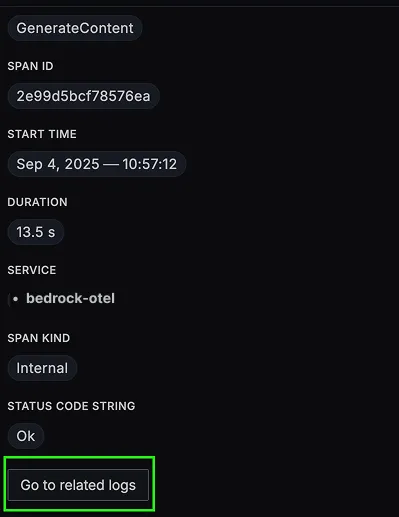 GenerateContent
SPAN ID
2e99d5bcf78576ea
START TIME
Sep 4, 2025 — 10:57:12
DURATION
13.5 s
SERVICE
• bedrock-otel
SPAN KIND
Internal
STATUS CODE STRING
Ok
Go to related logs